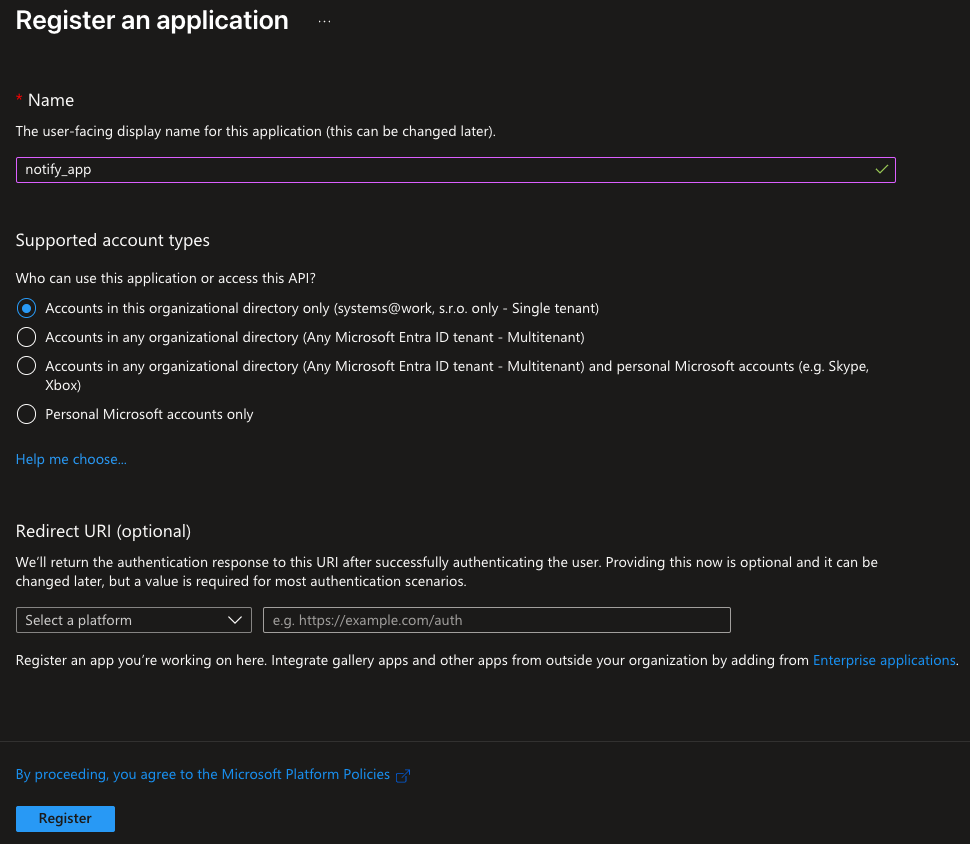 Register an application ...
* Name
The user-facing display name for this application (this can be changed later).
notify_app
Supported account types
Who can use this application or access this API?
Accounts in this organizational directory only (systems@work, s.r.o. only - Single tenant)
Accounts in any organizational directory (Any Microsoft Entra ID tenant - Multitenant)
Accounts in any organizational directory (Any Microsoft Entra ID tenant - Multitenant) and personal Microsoft accounts (e.g. Skype,
Xbox)
Personal Microsoft accounts only
Help me choose...
Redirect URI (optional)
We'll return the authentication response to this URI after successfully authenticating the user. Providing this now is optional and it can be
changed later, but a value is required for most authentication scenarios.
Select a platform e.g. https://example.com/auth
Register an app you're working on here. Integrate gallery apps and other apps from outside your organization by adding from Enterprise applications.
By proceeding, you agree to the Microsoft Platform Policies
Register